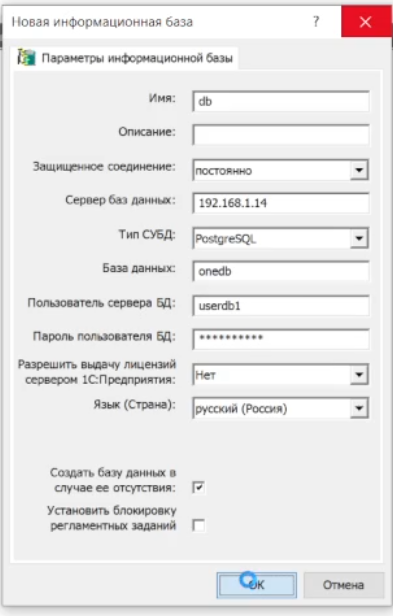 Новая информационная база ?
Параметры информационной базы
Имя: db
Описание:
Защищенное соединение: постоянно
Сервер баз данных: 192.168.1.14
Тип СУБД: PostgreSQL
База данных: onedb
Пользователь сервера БД: userdb1
Пароль пользователя БД: **********
Разрешить выдачу лицензий
сервером 1С:Предприятия: Нет
Язык (Страна): русский (Россия)
Создать базу данных в
случае ее отсутствия:
Установить блокировку
регламентных заданий
ОК Отмена